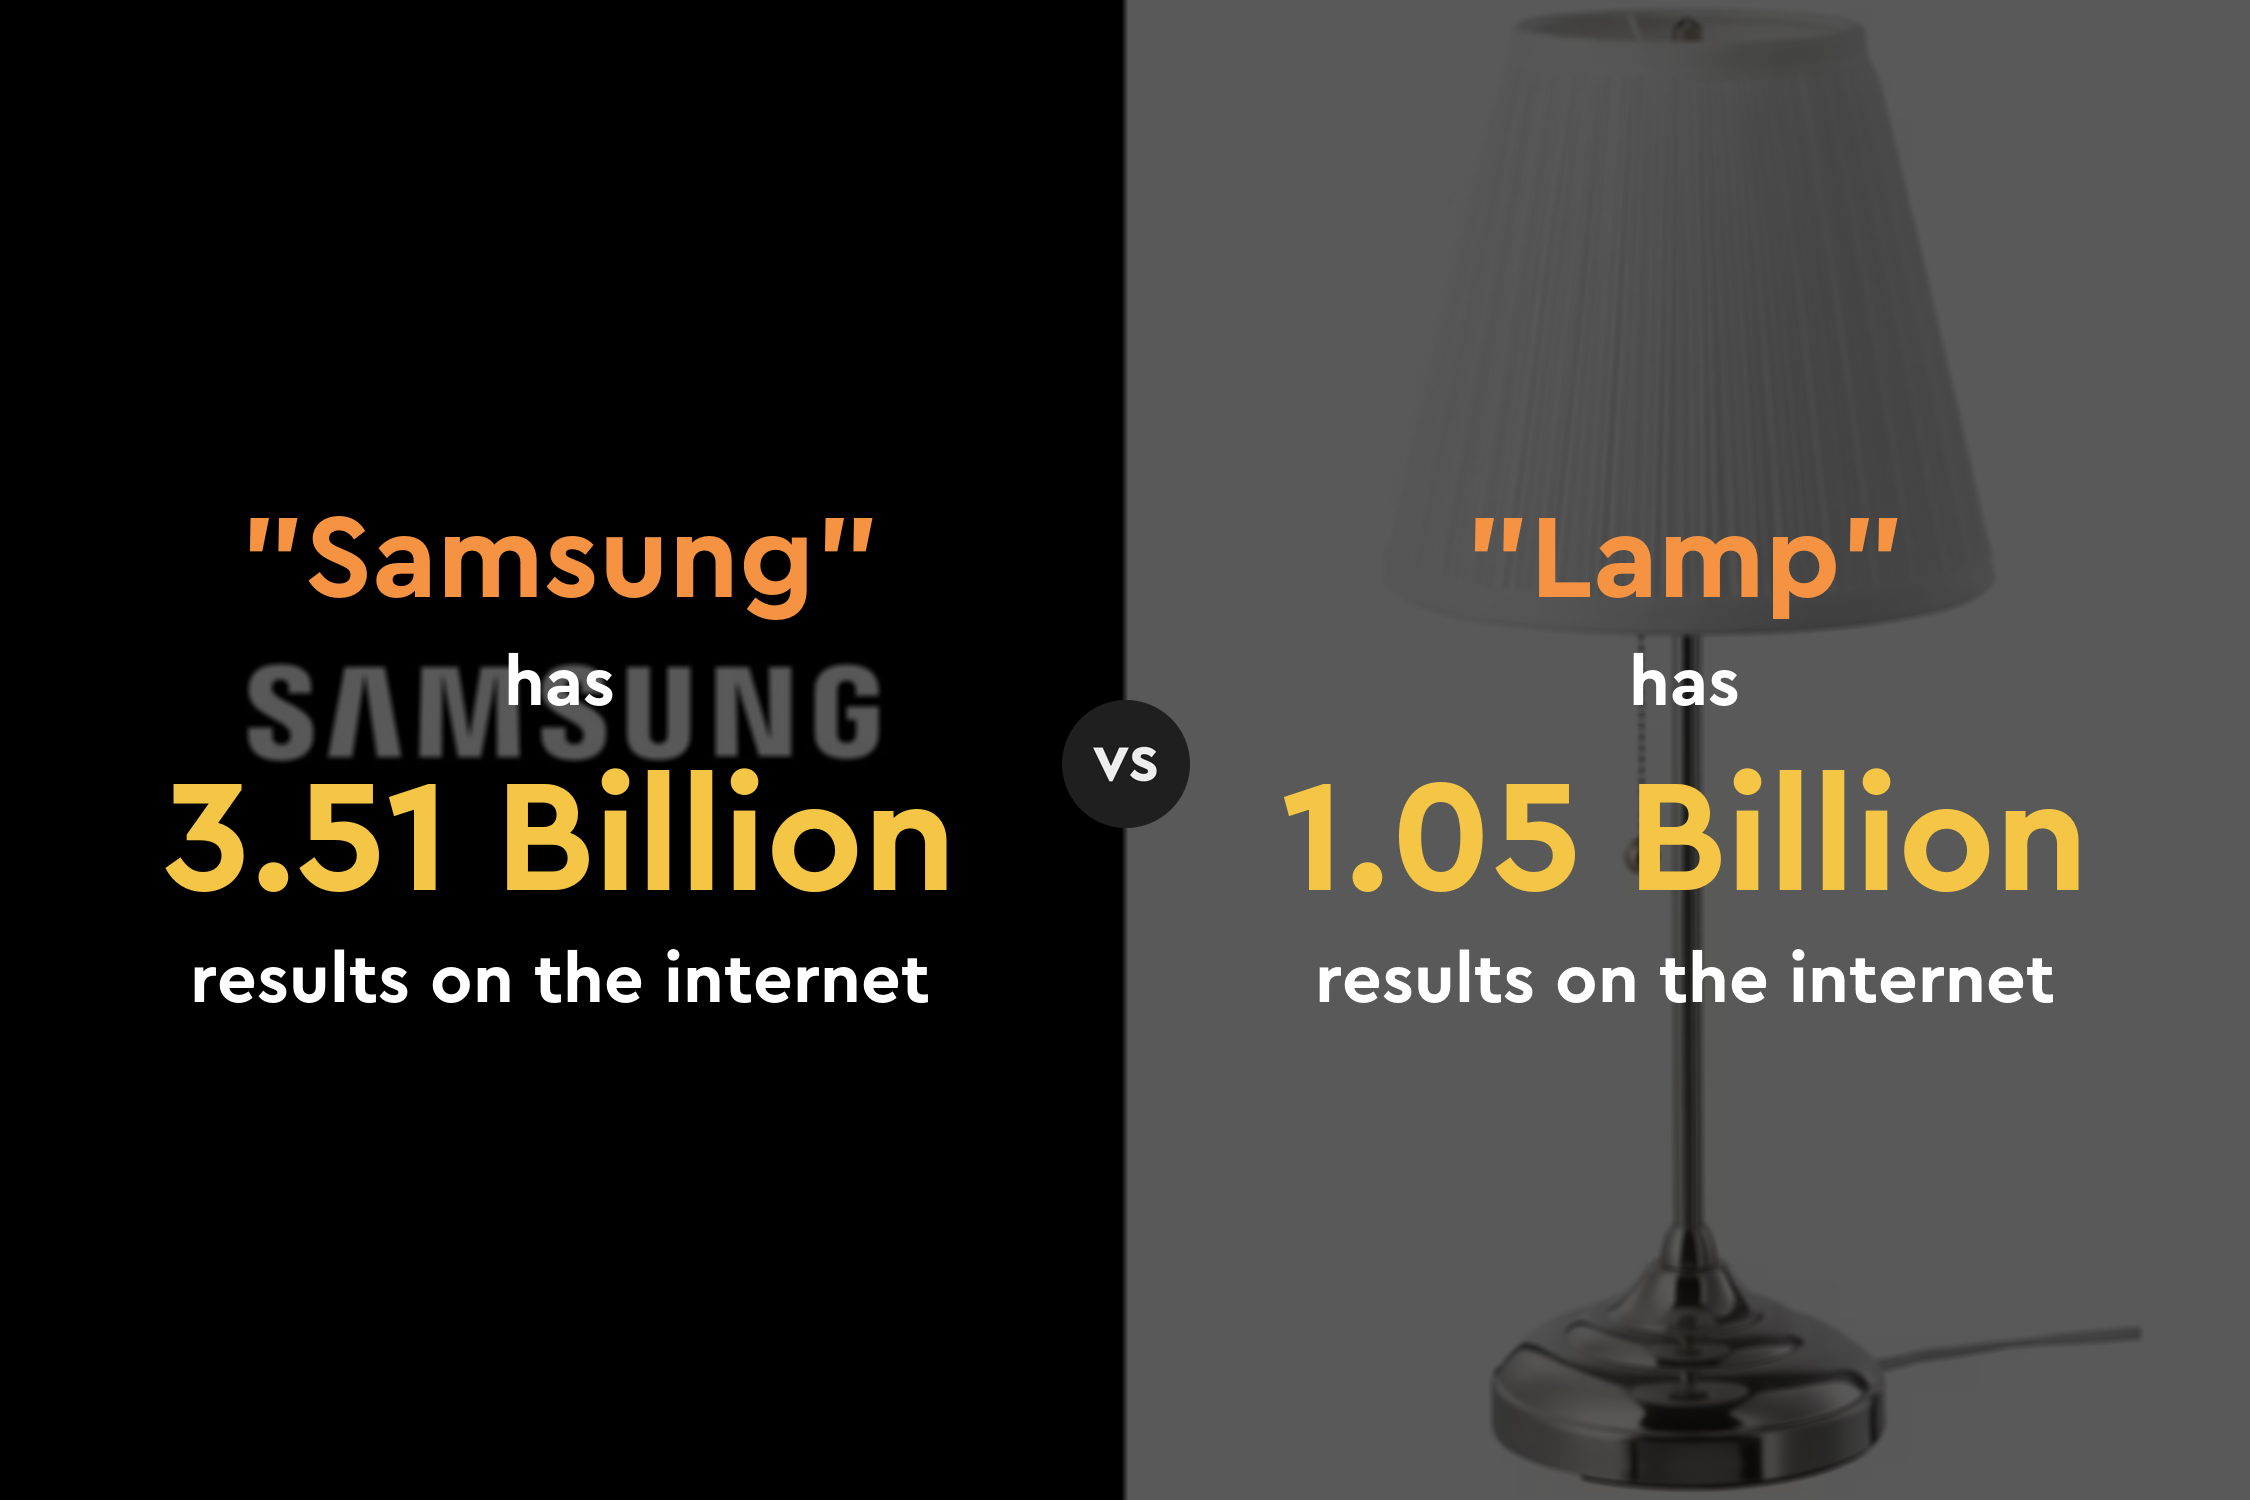 "Samsung"
has
SAMSUNG
3.51 Billion
results on the internet
vs
"Lamp"
has
1.05 Billion
results on the internet